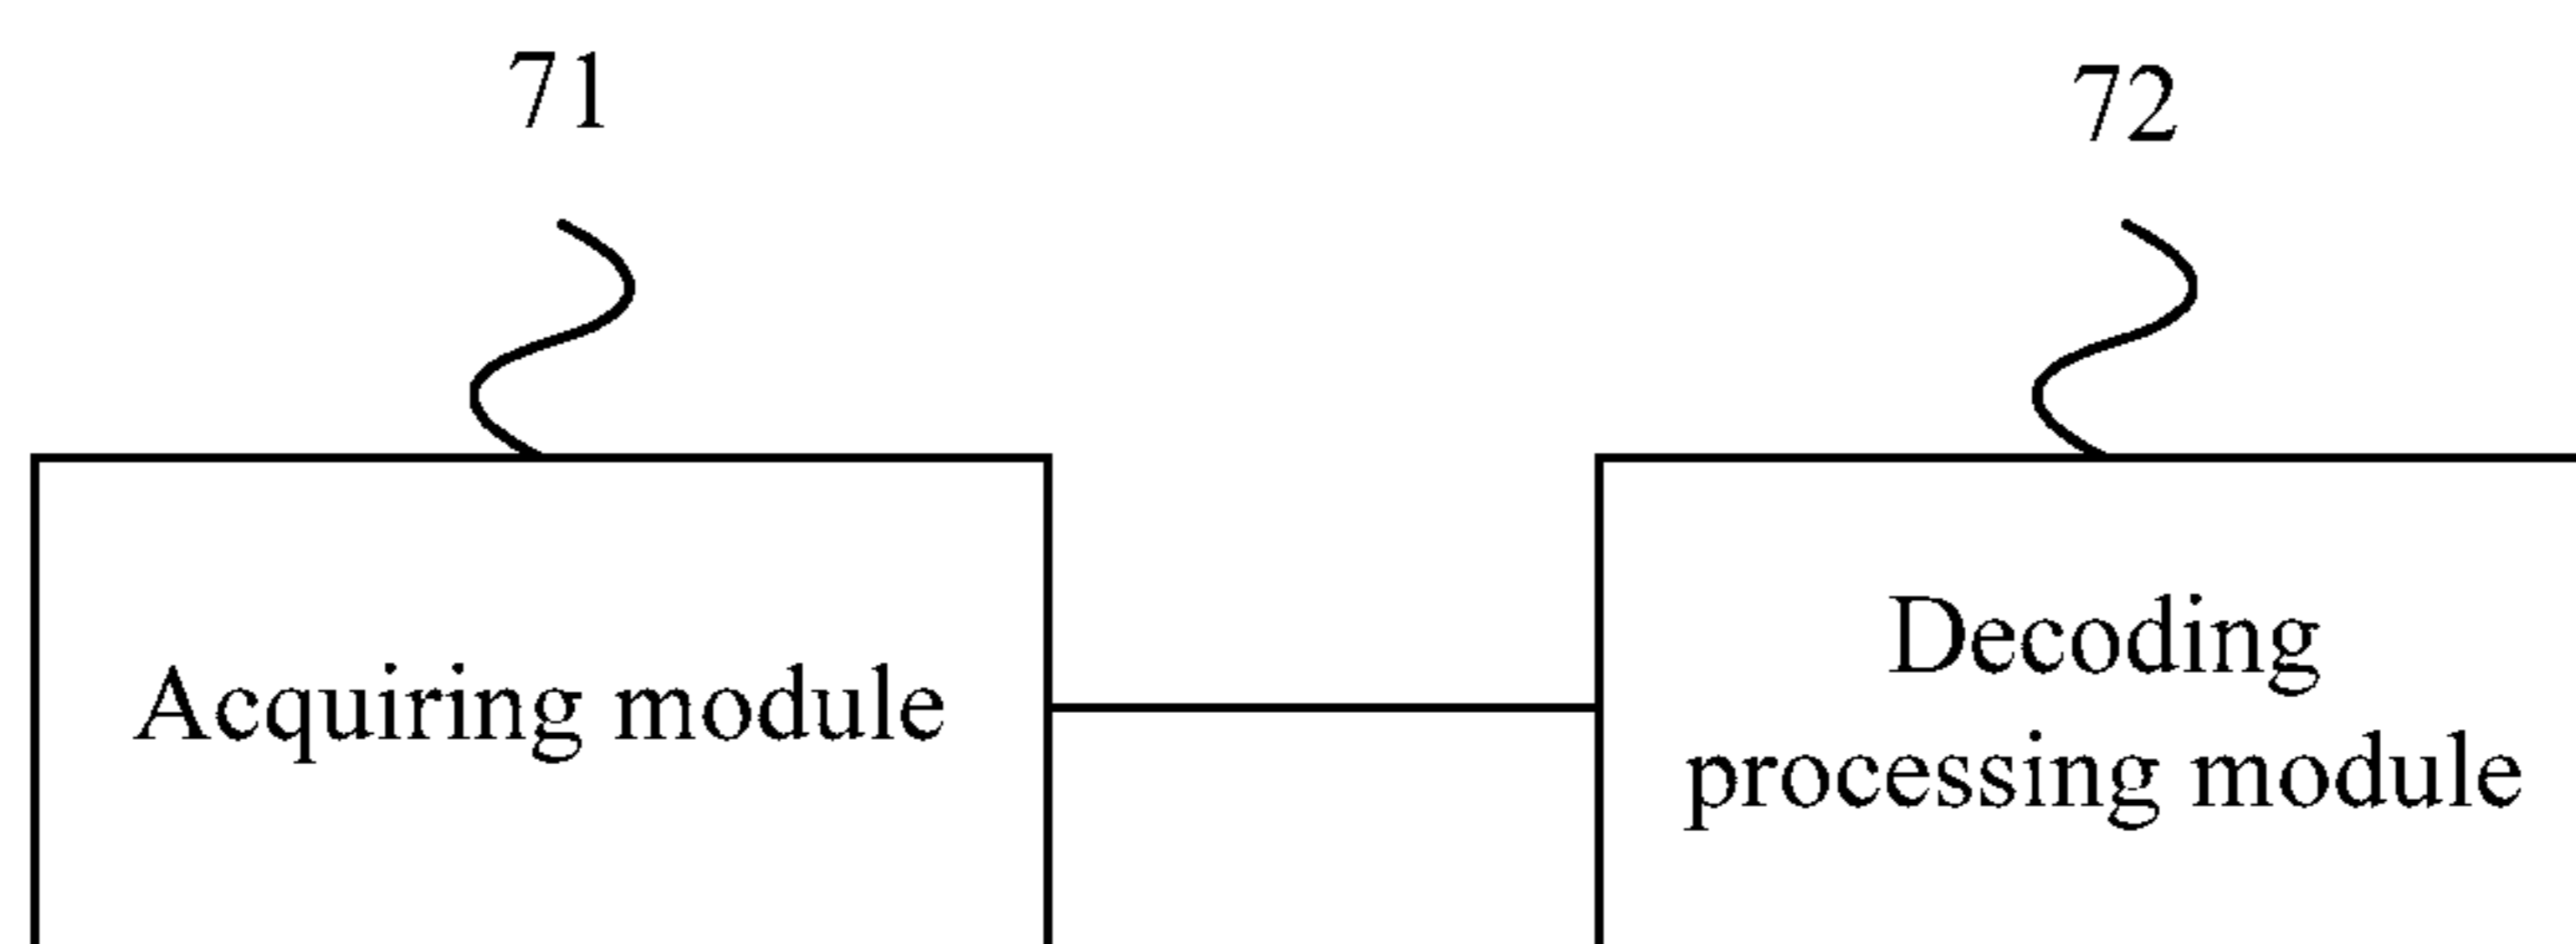 71
72
Acquiring module
Decoding
processing module